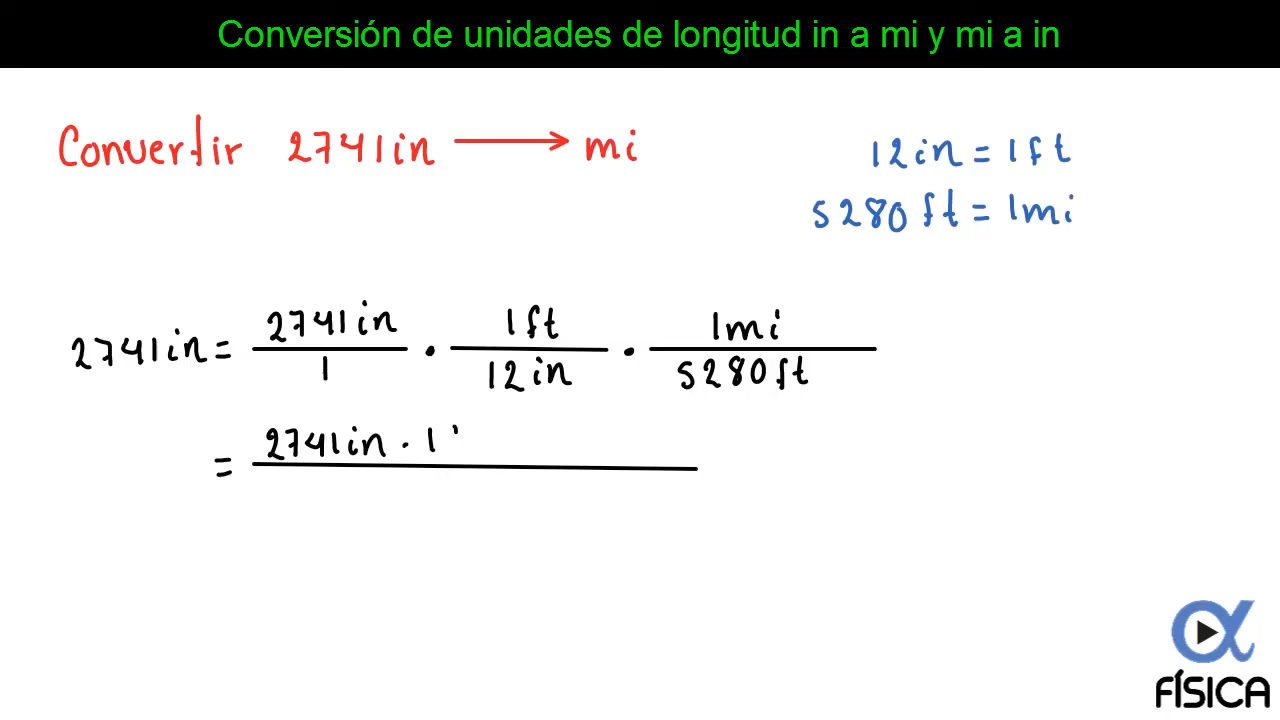 Conversión de unidades de longitud in a mi y mi a in
Convertir 2741in → mi
12in = 1ft
5280ft = 1mi
2741in = 2741in/1 · 1ft/12in · 1mi/5280ft
= 2741in · 1
FÍSICA